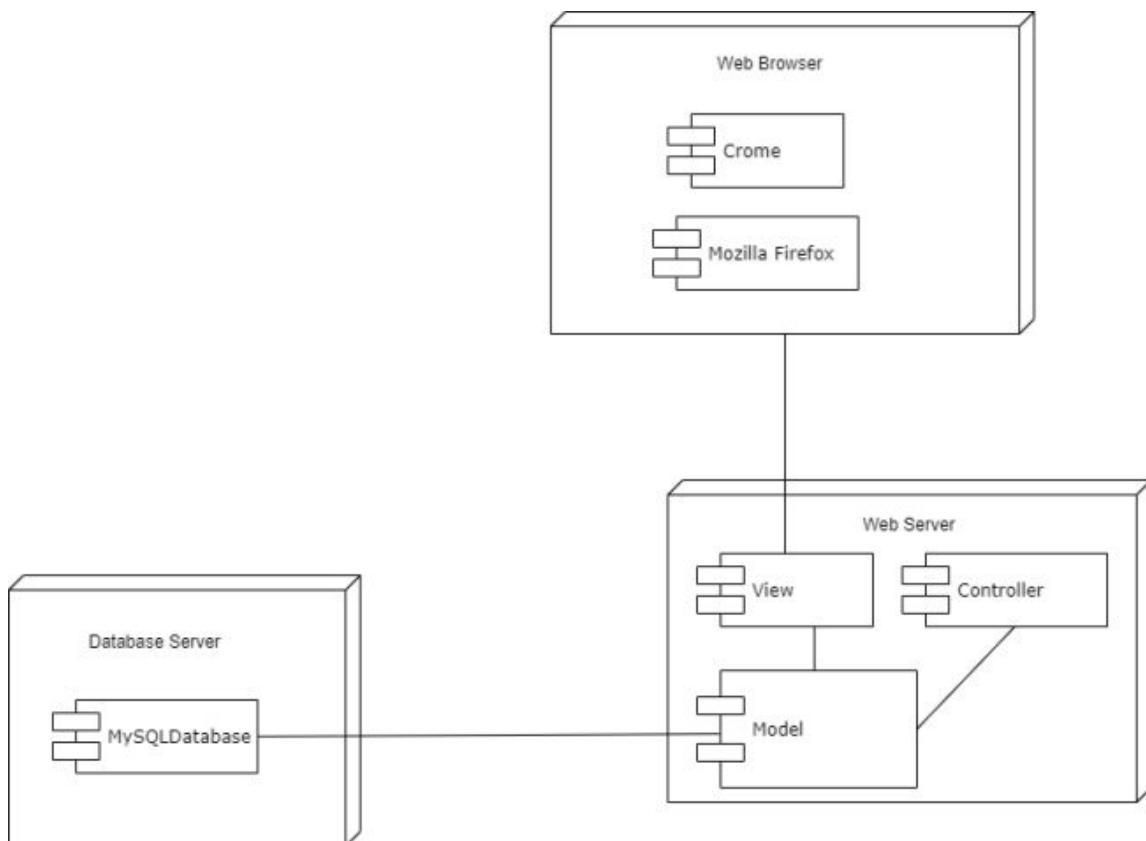 Web Browser
Crome
Mozilla Firefox
Web Server
View
Controller
Database Server
MySQLDatabase
Model